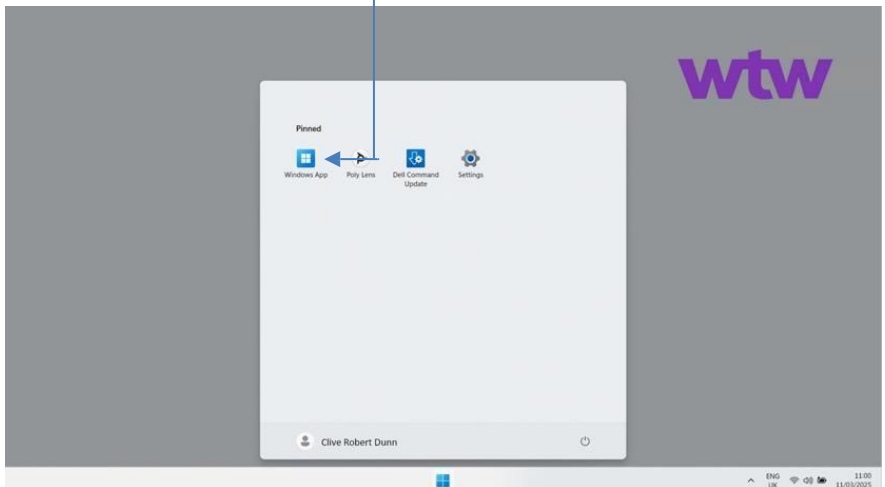 wtw
Pinned
Windows App
Poly Lens
Dell Command
Update
Settings
Clive Robert Dunn
ENG
UK
11:00
11/03/2025